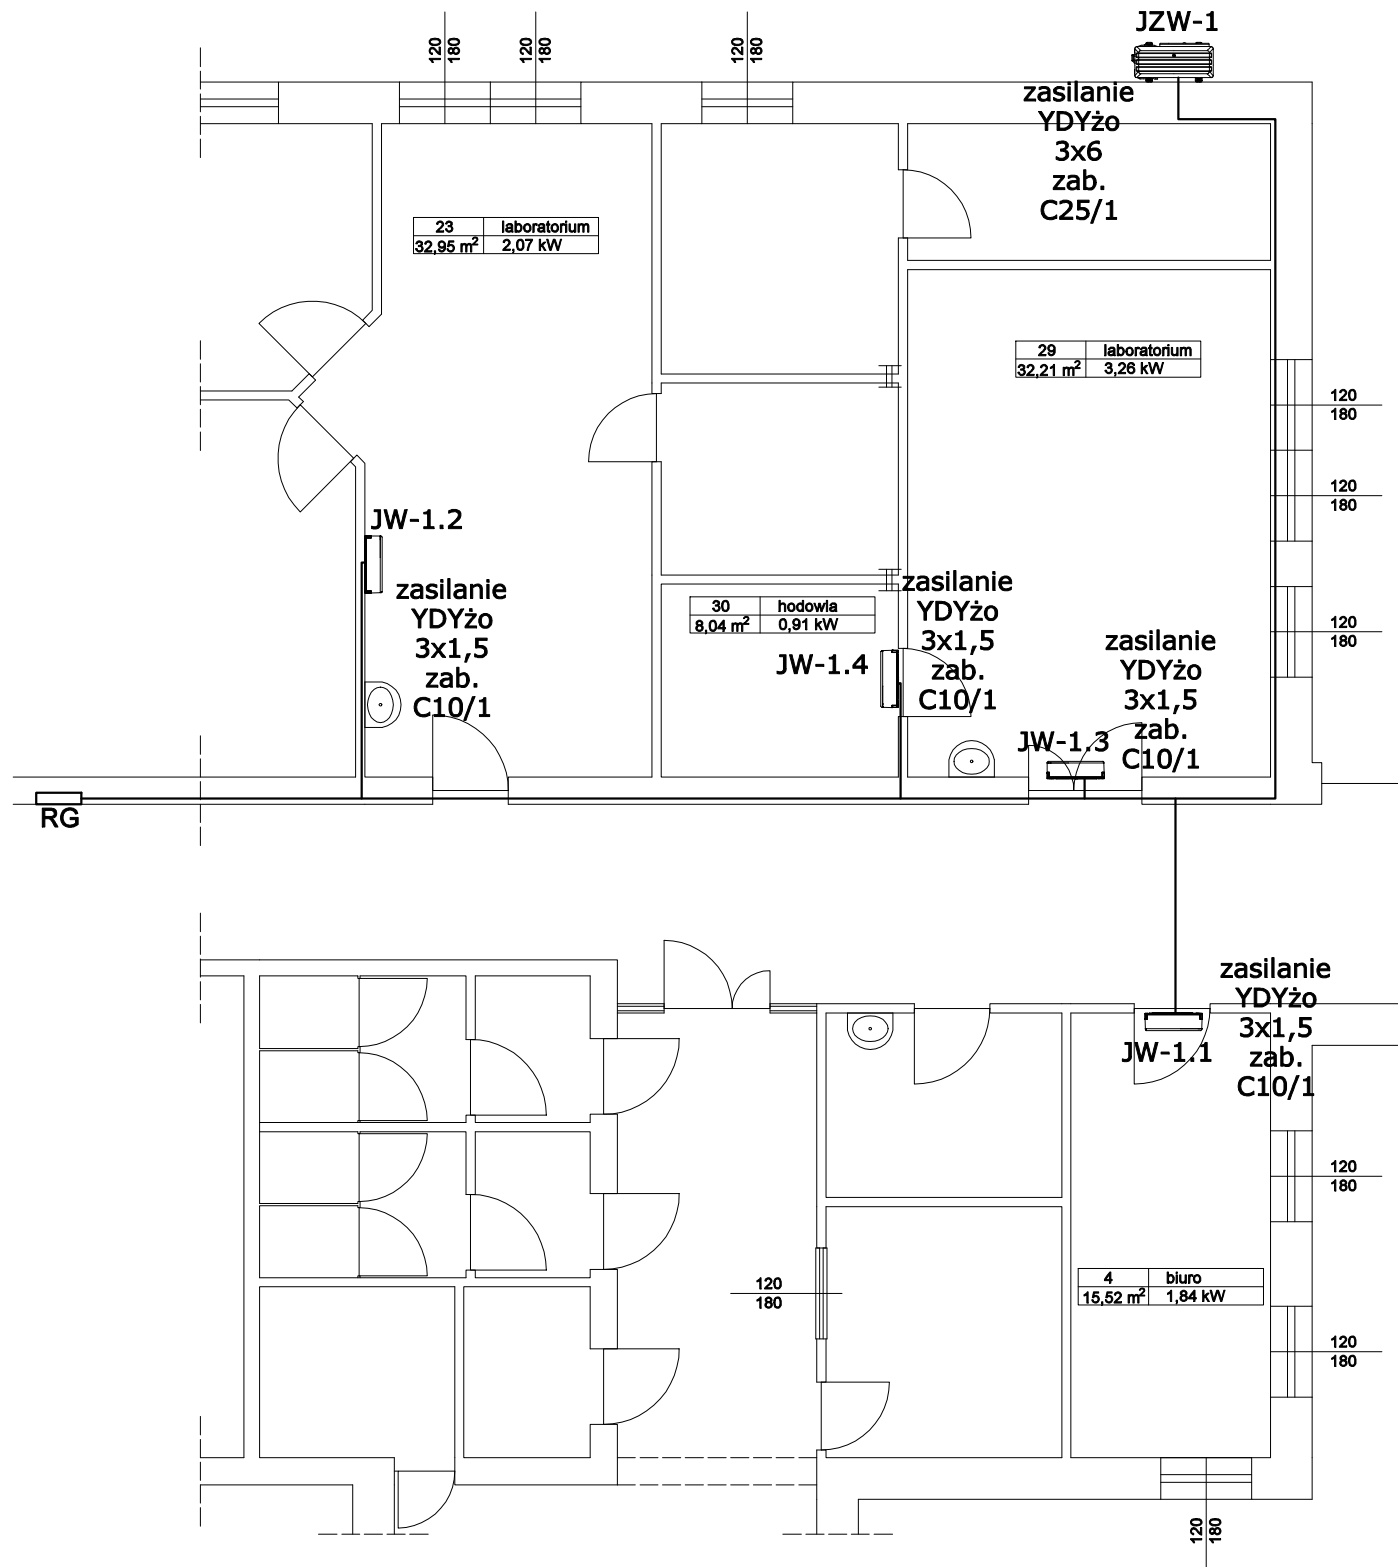 JZW-1
120
180
120
180
120
180
zasilanie
YDYżo
3x6
zab.
C25/1
23 laboratorium
32,95 m² 2,07 kW
29 laboratorium
32,21 m² 3,26 kW
120
180
120
180
120
180
JW-1.2
zasilanie
YDYżo
3x1,5
zab.
C10/1
30 hodowla
8,04 m² 0,91 kW
JW-1.4
zasilanie
YDYżo
3x1,5
zab.
C10/1
zasilanie
YDYżo
3x1,5
zab.
C10/1
JW-1.3
RG
zasilanie
YDYżo
3x1,5
zab.
C10/1
JW-1.1
120
180
120
180
4 biuro
15,52 m² 1,84 kW
120
180
120
180